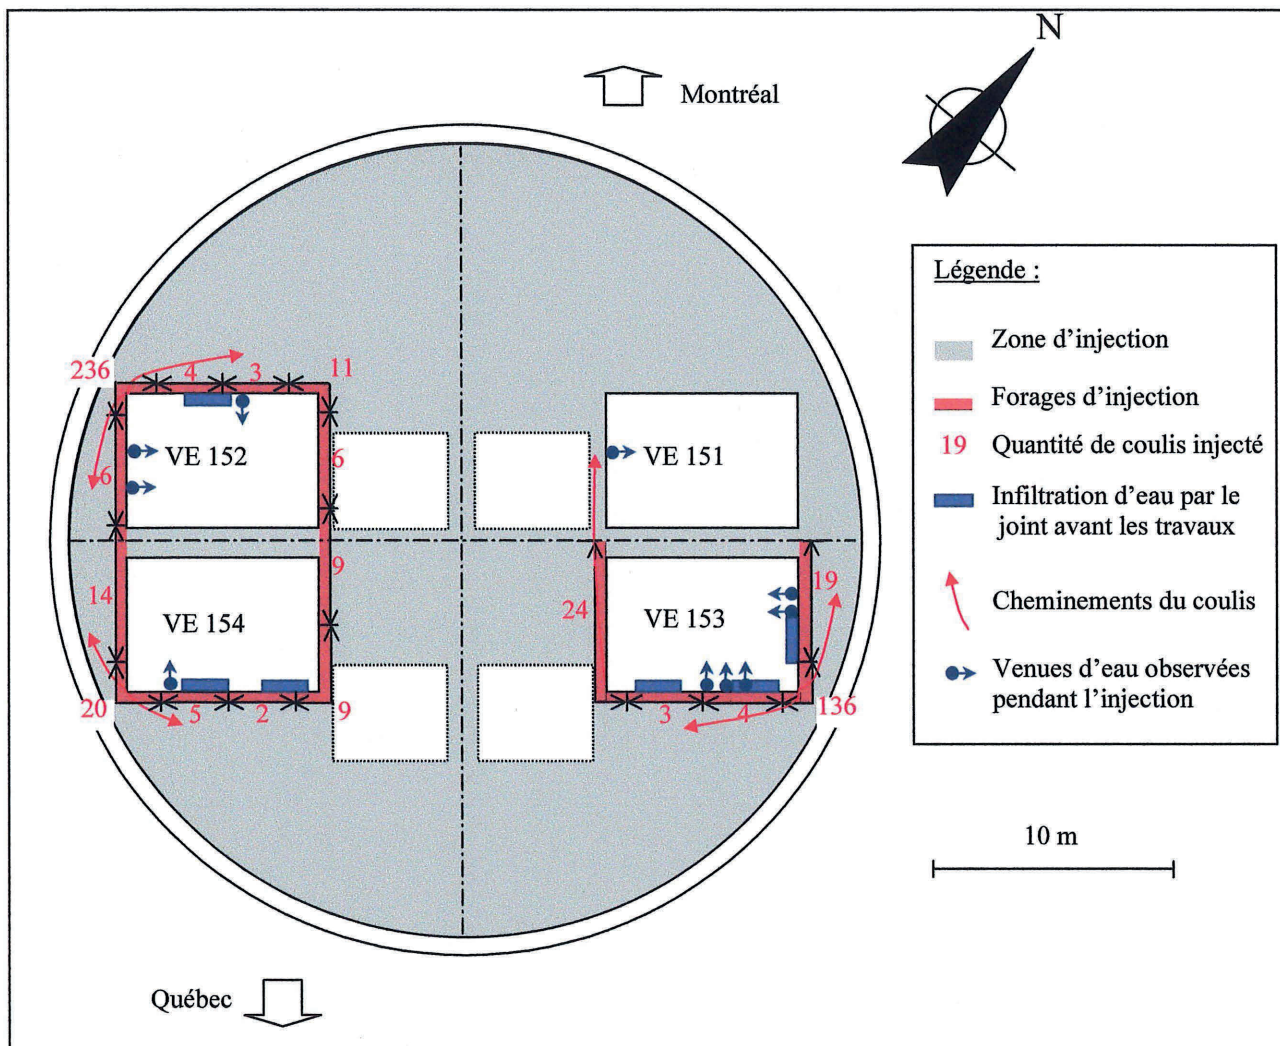 N
Montréal
Légende :
Zone d'injection
Forages d'injection
19 Quantité de coulis injecté
Infiltration d'eau par le
joint avant les travaux
Cheminements du coulis
Venues d'eau observées
pendant l'injection
10 m
236
4
3
11
6
VE 152
6
VE 151
14
9
VE 154
24
VE 153
19
20
5
2
9
3
4
136
Québec